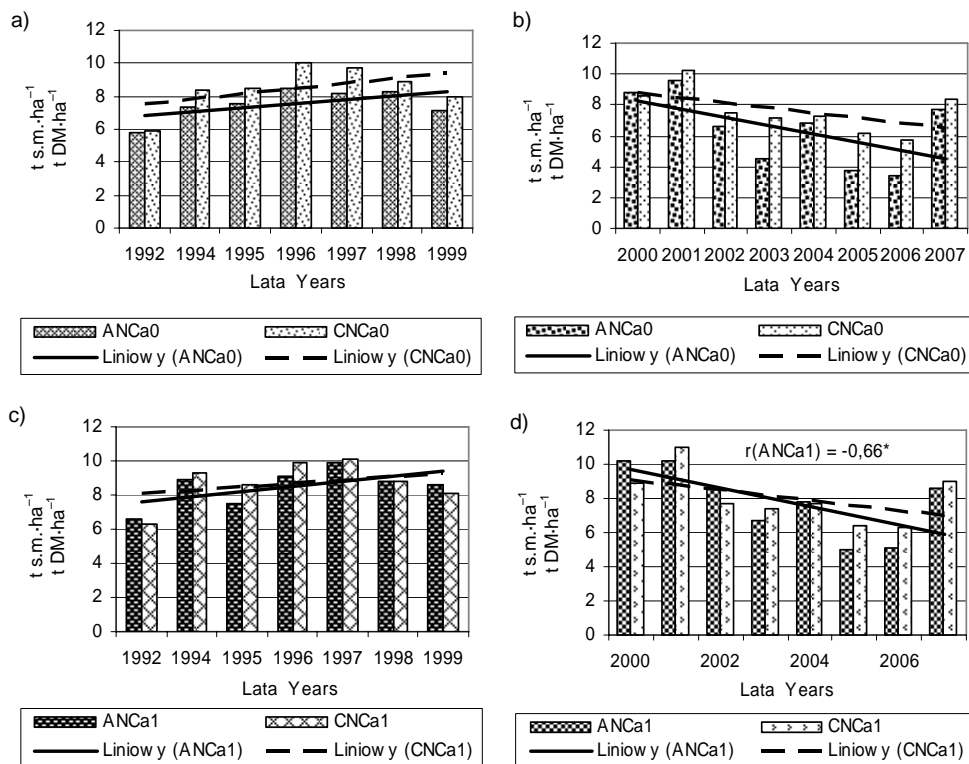 a)
t s.m.·ha⁻¹
t DM·ha⁻¹
12
10
8
6
4
2
0
1992 1994 1995 1996 1997 1998 1999
Lata Years
ANCa0 CNCa0
Liniow y (ANCa0) Liniow y (CNCa0)
b)
t s.m.·ha⁻¹
t DM·ha⁻¹
12
10
8
6
4
2
0
2000 2001 2002 2003 2004 2005 2006 2007
Lata Years
ANCa0 CNCa0
Liniow y (ANCa0) Liniow y (CNCa0)
c)
t s.m.·ha⁻¹
t DM·ha⁻¹
12
10
8
6
4
2
0
1992 1994 1995 1996 1997 1998 1999
Lata Years
ANCa1 CNCa1
Liniow y (ANCa1) Liniow y (CNCa1)
d)
t s.m.·ha⁻¹
t DM·ha⁻¹
12
10
8
6
4
2
0
r(ANCa1) = -0,66*
2000 2002 2004 2006
Lata Years
ANCa1 CNCa1
Liniow y (ANCa1) Liniow y (CNCa1)